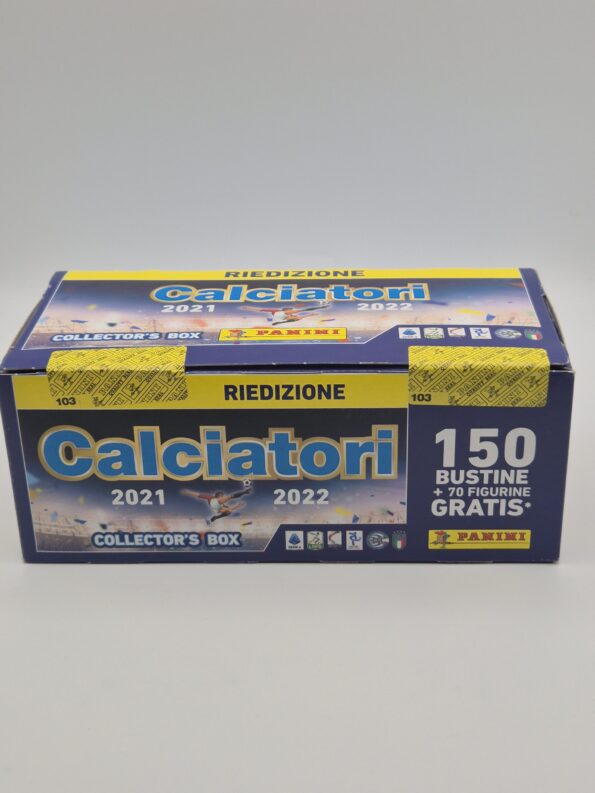 RIEDIZIONE
Calciatori
2021 2022
COLLECTOR'S BOX
PANINI
103
103
RIEDIZIONE
Calciatori
2021 2022
COLLECTOR'S BOX
150
BUSTINE
+ 70 FIGURINE
GRATIS*
PANINI